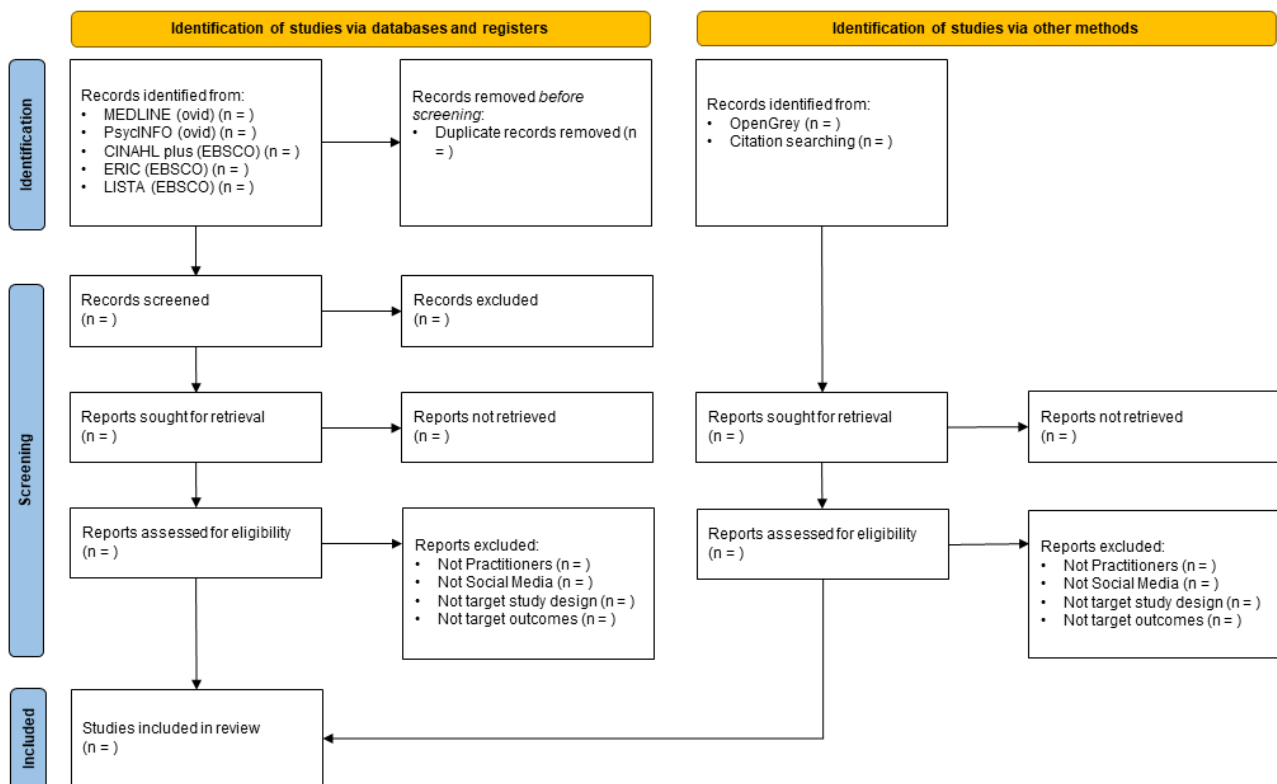 Identification of studies via databases and registers
Identification of studies via other methods
Identification
Records identified from:
• MEDLINE (ovid) (n = )
• PsycINFO (ovid) (n = )
• CINAHL plus (EBSCO) (n = )
• ERIC (EBSCO) (n = )
• LISTA (EBSCO) (n = )
Records removed before
screening:
• Duplicate records removed (n
= )
Records identified from:
• OpenGrey (n = )
• Citation searching (n = )
Screening
Records screened
(n = )
Records excluded
(n = )
Reports sought for retrieval
(n = )
Reports not retrieved
(n = )
Reports sought for retrieval
(n = )
Reports not retrieved
(n = )
Reports assessed for eligibility
(n = )
Reports excluded:
• Not Practitioners (n = )
• Not Social Media (n = )
• Not target study design (n = )
• Not target outcomes (n = )
Reports assessed for eligibility
(n = )
Reports excluded:
• Not Practitioners (n = )
• Not Social Media (n = )
• Not target study design (n = )
• Not target outcomes (n = )
Included
Studies included in review
(n = )